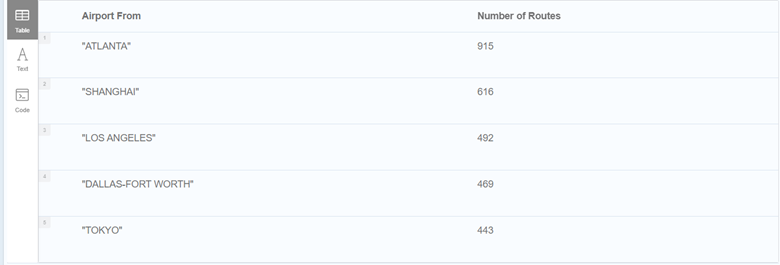 Airport From Number of Routes
Table
1
"ATLANTA" 915
Text
2
"SHANGHAI" 616
Code
3
"LOS ANGELES" 492
4
"DALLAS-FORT WORTH" 469
5
"TOKYO" 443